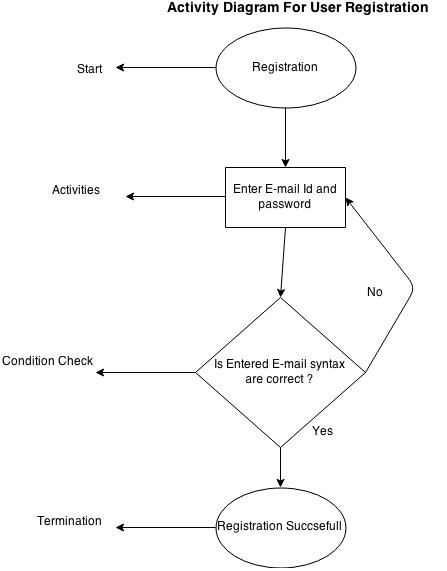 Activity Diagram For User Registration
Start
Registration
Activities
Enter E-mail Id and
password
No
Condition Check
Is Entered E-mail syntax
are correct ?
Yes
Termination
Registration Succsefull